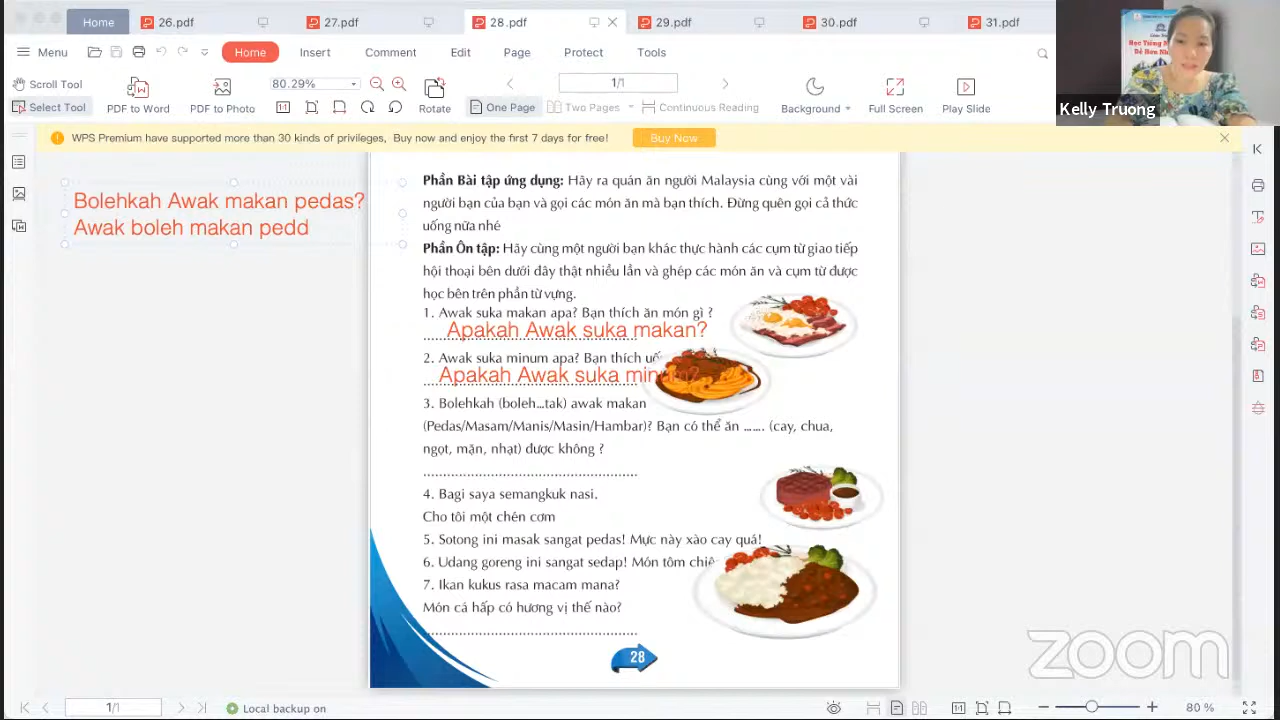 Home
26.pdf
27.pdf
28.pdf
29.pdf
30.pdf
31.pdf
Menu
Home
Insert
Comment
Edit
Page
Protect
Tools
Scroll Tool
Select Tool
PDF to Word
PDF to Photo
80.29%
Rotate
1/1
One Page
Two Pages
Continuous Reading
Background
Full Screen
Play Slide
Kelly Truong
WPS Premium have supported more than 30 kinds of privileges, Buy now and enjoy the first 7 days for free!
Buy Now
Bolehkah Awak makan pedas?
Awak boleh makan pedd
Phần Bài tập ứng dụng: Hãy ra quán ăn người Malaysia cùng với một vài
người bạn của bạn và gọi các món ăn mà bạn thích. Đừng quên gọi cả thức
uống nữa nhé
Phần Ôn tập: Hãy cùng một người bạn khác thực hành các cụm từ giao tiếp
hội thoại bên dưới đây thật nhiều lần và ghép các món ăn và cụm từ được
học bên trên phần từ vựng.
1. Awak suka makan apa? Bạn thích ăn món gì ?
Apakah Awak suka makan?
2. Awak suka minum apa? Bạn thích uố
Apakah Awak suka minum?
3. Bolehkah (boleh...tak) awak makan
(Pedas/Masam/Manis/Masin/Hambar)? Bạn có thể ăn ....... (cay, chua,
ngọt, mặn, nhạt) được không ?
4. Bagi saya semangkuk nasi.
Cho tôi một chén cơm
5. Sotong ini masak sangat pedas! Mực này xào cay quá!
6. Udang goreng ini sangat sedap! Món tôm chiê
7. Ikan kukus rasa macam mana?
Món cá hấp có hương vị thế nào?
28
zoom
1/1
Local backup on
80 %